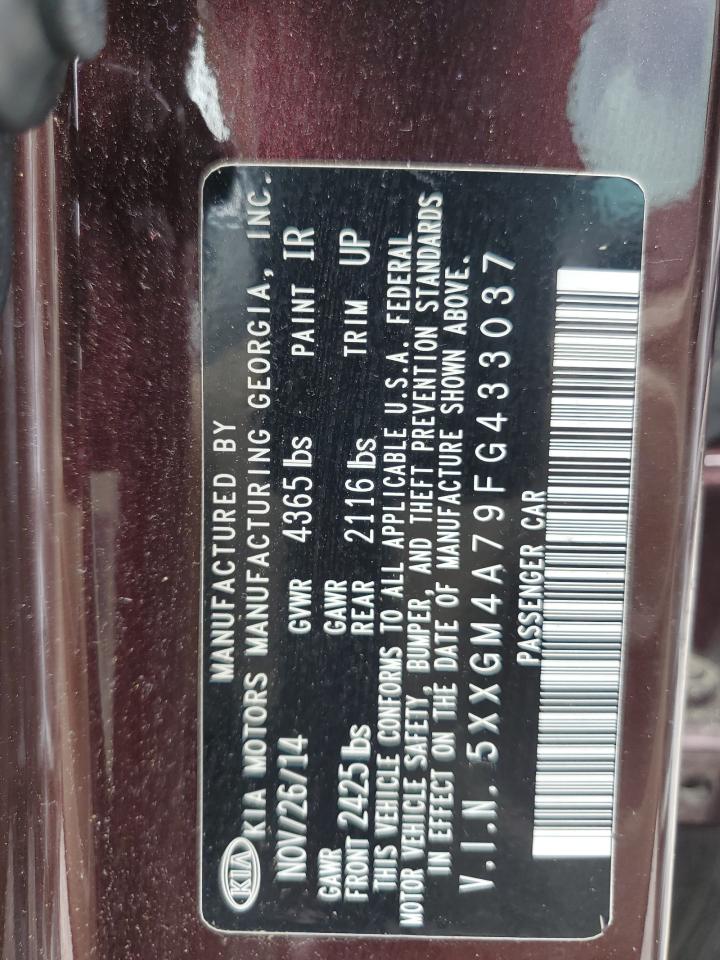 MANUFACTURED BY
KIA KIA MOTORS MANUFACTURING GEORGIA, INC.
NOV/26/14 GVWR 4365 lbs PAINT IR
GAWR FRONT 2425 lbs GAWR REAR 2116 lbs TRIM UP
THIS VEHICLE CONFORMS TO ALL APPLICABLE U.S.A. FEDERAL
MOTOR VEHICLE SAFETY, BUMPER, AND THEFT PREVENTION STANDARDS
IN EFFECT ON THE DATE OF MANUFACTURE SHOWN ABOVE.
V.I.N. 5XXGM4A79FG433037
PASSENGER CAR